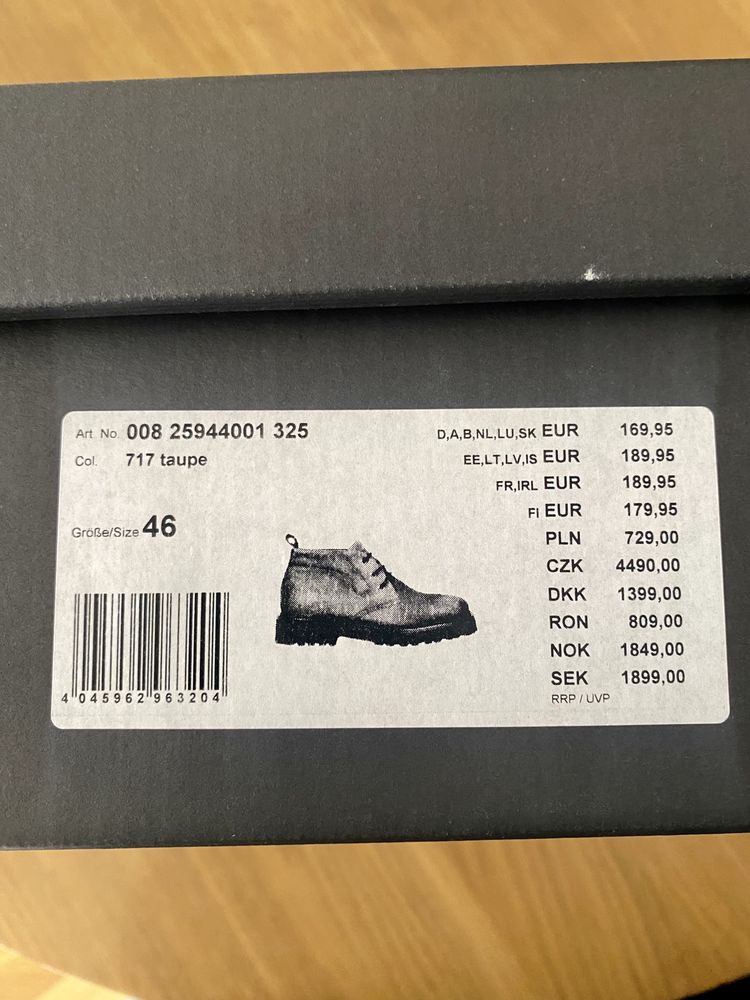 Art No. 008 25944001 325
Col. 717 taupe
Größe/Size 46
4 045962 963204
D,A,B,NL,LU,SK EUR 169,95
EE,LT,LV,IS EUR 189,95
FR,IRL EUR 189,95
FI EUR 179,95
PLN 729,00
CZK 4490,00
DKK 1399,00
RON 809,00
NOK 1849,00
SEK 1899,00
RRP / UVP